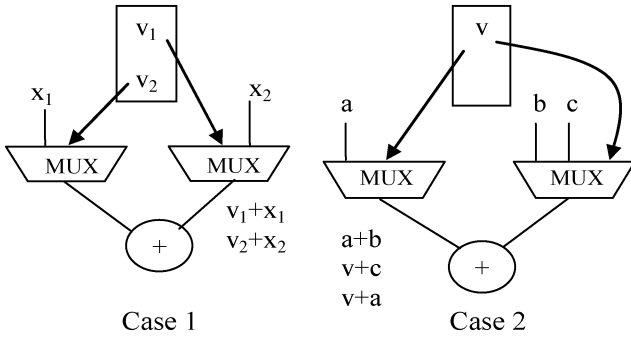 v₁
v₂
x₁
x₂
MUX
MUX
v₁+x₁
v₂+x₂
+
Case 1
v
a
b c
MUX
MUX
a+b
v+c
v+a
+
Case 2